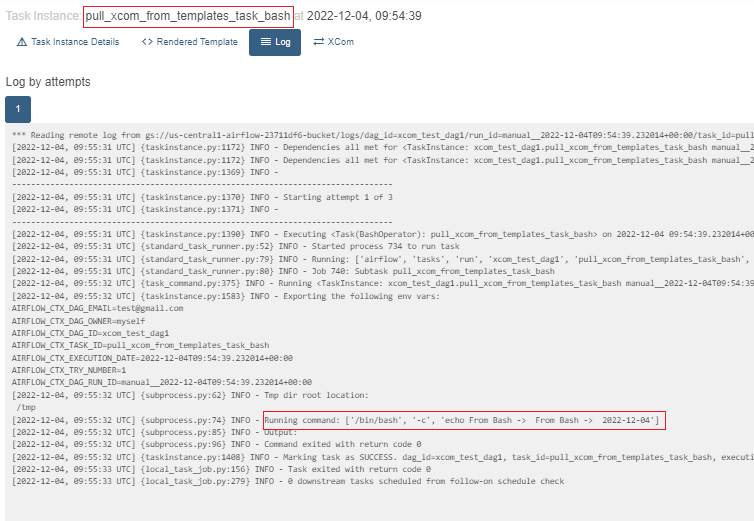 Task Instance: pull_xcom_from_templates_task_bash at 2022-12-04, 09:54:39
Task Instance Details <> Rendered Template Log XCom
Log by attempts
1
*** Reading remote log from gs://us-central1-airflow-23711df6-bucket/logs/dag_id=xcom_test_dag1/run_id=manual__2022-12-04T09:54:39.232014+00:00/task_id=pull
[2022-12-04, 09:55:31 UTC] {taskinstance.py:1172} INFO - Dependencies all met for <TaskInstance: xcom_test_dag1.pull_xcom_from_templates_task_bash manual__2
[2022-12-04, 09:55:31 UTC] {taskinstance.py:1172} INFO - Dependencies all met for <TaskInstance: xcom_test_dag1.pull_xcom_from_templates_task_bash manual__2
[2022-12-04, 09:55:31 UTC] {taskinstance.py:1369} INFO -
--------------------------------------------------------------------------------
[2022-12-04, 09:55:31 UTC] {taskinstance.py:1370} INFO - Starting attempt 1 of 3
[2022-12-04, 09:55:31 UTC] {taskinstance.py:1371} INFO -
--------------------------------------------------------------------------------
[2022-12-04, 09:55:31 UTC] {taskinstance.py:1390} INFO - Executing <Task(BashOperator): pull_xcom_from_templates_task_bash> on 2022-12-04 09:54:39.232014+00
[2022-12-04, 09:55:31 UTC] {standard_task_runner.py:52} INFO - Started process 734 to run task
[2022-12-04, 09:55:31 UTC] {standard_task_runner.py:79} INFO - Running: ['airflow', 'tasks', 'run', 'xcom_test_dag1', 'pull_xcom_from_templates_task_bash',
[2022-12-04, 09:55:31 UTC] {standard_task_runner.py:80} INFO - Job 740: Subtask pull_xcom_from_templates_task_bash
[2022-12-04, 09:55:32 UTC] {task_command.py:375} INFO - Running <TaskInstance: xcom_test_dag1.pull_xcom_from_templates_task_bash manual__2022-12-04T09:54:39
[2022-12-04, 09:55:32 UTC] {taskinstance.py:1583} INFO - Exporting the following env vars:
AIRFLOW_CTX_DAG_EMAIL=test@gmail.com
AIRFLOW_CTX_DAG_OWNER=myself
AIRFLOW_CTX_DAG_ID=xcom_test_dag1
AIRFLOW_CTX_TASK_ID=pull_xcom_from_templates_task_bash
AIRFLOW_CTX_EXECUTION_DATE=2022-12-04T09:54:39.232014+00:00
AIRFLOW_CTX_TRY_NUMBER=1
AIRFLOW_CTX_DAG_RUN_ID=manual__2022-12-04T09:54:39.232014+00:00
[2022-12-04, 09:55:32 UTC] {subprocess.py:62} INFO - Tmp dir root location:
/tmp
[2022-12-04, 09:55:32 UTC] {subprocess.py:74} INFO - Running command: ['/bin/bash', '-c', 'echo From Bash ->  From Bash ->  2022-12-04']
[2022-12-04, 09:55:32 UTC] {subprocess.py:85} INFO - Output:
[2022-12-04, 09:55:32 UTC] {subprocess.py:96} INFO - Command exited with return code 0
[2022-12-04, 09:55:32 UTC] {taskinstance.py:1408} INFO - Marking task as SUCCESS. dag_id=xcom_test_dag1, task_id=pull_xcom_from_templates_task_bash, executi
[2022-12-04, 09:55:33 UTC] {local_task_job.py:156} INFO - Task exited with return code 0
[2022-12-04, 09:55:33 UTC] {local_task_job.py:279} INFO - 0 downstream tasks scheduled from follow-on schedule check